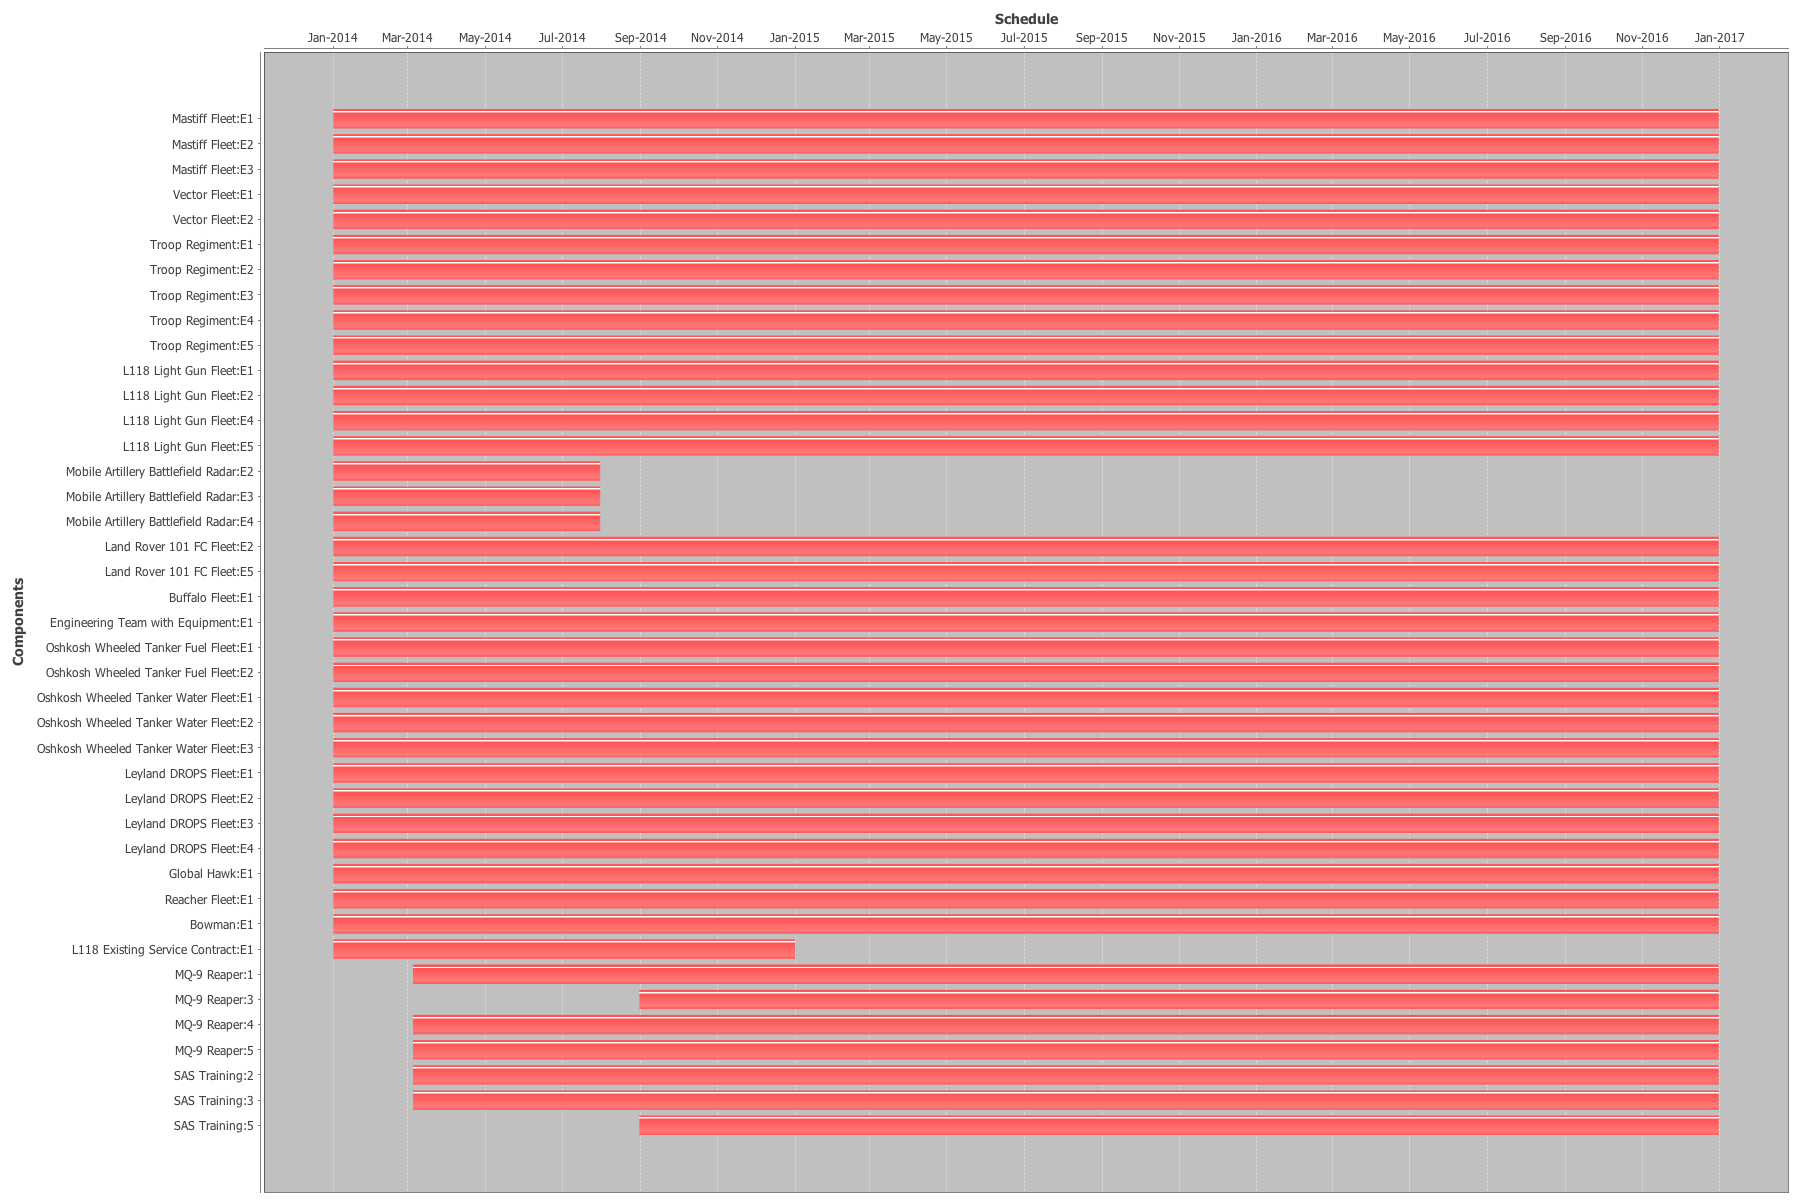 Schedule
Jan-2014 Mar-2014 May-2014 Jul-2014 Sep-2014 Nov-2014 Jan-2015 Mar-2015 May-2015 Jul-2015 Sep-2015 Nov-2015 Jan-2016 Mar-2016 May-2016 Jul-2016 Sep-2016 Nov-2016 Jan-2017
Components
Mastiff Fleet:E1
Mastiff Fleet:E2
Mastiff Fleet:E3
Vector Fleet:E1
Vector Fleet:E2
Troop Regiment:E1
Troop Regiment:E2
Troop Regiment:E3
Troop Regiment:E4
Troop Regiment:E5
L118 Light Gun Fleet:E1
L118 Light Gun Fleet:E2
L118 Light Gun Fleet:E4
L118 Light Gun Fleet:E5
Mobile Artillery Battlefield Radar:E2
Mobile Artillery Battlefield Radar:E3
Mobile Artillery Battlefield Radar:E4
Land Rover 101 FC Fleet:E2
Land Rover 101 FC Fleet:E5
Buffalo Fleet:E1
Engineering Team with Equipment:E1
Oshkosh Wheeled Tanker Fuel Fleet:E1
Oshkosh Wheeled Tanker Fuel Fleet:E2
Oshkosh Wheeled Tanker Water Fleet:E1
Oshkosh Wheeled Tanker Water Fleet:E2
Oshkosh Wheeled Tanker Water Fleet:E3
Leyland DROPS Fleet:E1
Leyland DROPS Fleet:E2
Leyland DROPS Fleet:E3
Leyland DROPS Fleet:E4
Global Hawk:E1
Reacher Fleet:E1
Bowman:E1
L118 Existing Service Contract:E1
MQ-9 Reaper:1
MQ-9 Reaper:3
MQ-9 Reaper:4
MQ-9 Reaper:5
SAS Training:2
SAS Training:3
SAS Training:5